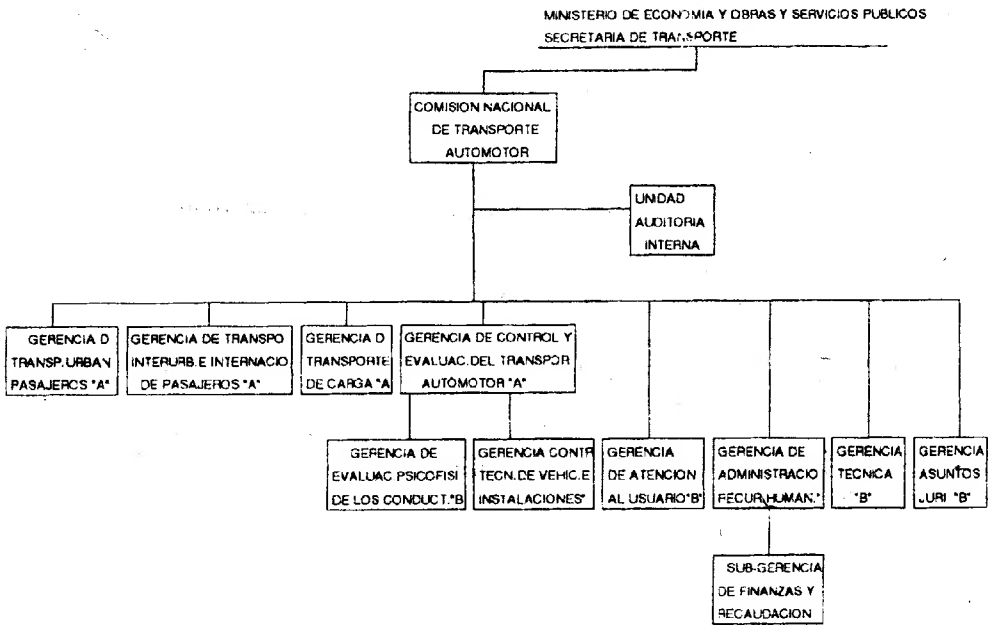 MINISTERIO DE ECONOMIA Y OBRAS Y SERVICIOS PUBLICOS
SECRETARIA DE TRANSPORTE
COMISION NACIONAL
DE TRANSPORTE
AUTOMOTOR
UNIDAD
AUDITORIA
INTERNA
GERENCIA D
TRANSP.URBAN
PASAJEROS "A"
GERENCIA DE TRANSPO
INTERURB.E INTERNACIO
DE PASAJEROS "A"
GERENCIA D
TRANSPORTE
DE CARGA "A
GERENCIA DE CONTROL Y
EVALUAC.DEL TRANSPOR
AUTOMOTOR "A"
GERENCIA DE
EVALUAC PSICOFISI
DE LOS CONDUCT."B
GERENCIA CONTR
TECN.DE VEHIC.E
INSTALACIONES"
GERENCIA
DE ATENCION
AL USUARIO"B"
GERENCIA DE
ADMINISTRACIO
RECUR.HUMAN."
GERENCIA
TECNICA
"B"
GERENCIA
ASUNTOS
JURI "B"
SUB-GERENCIA
DE FINANZAS Y
RECAUDACION